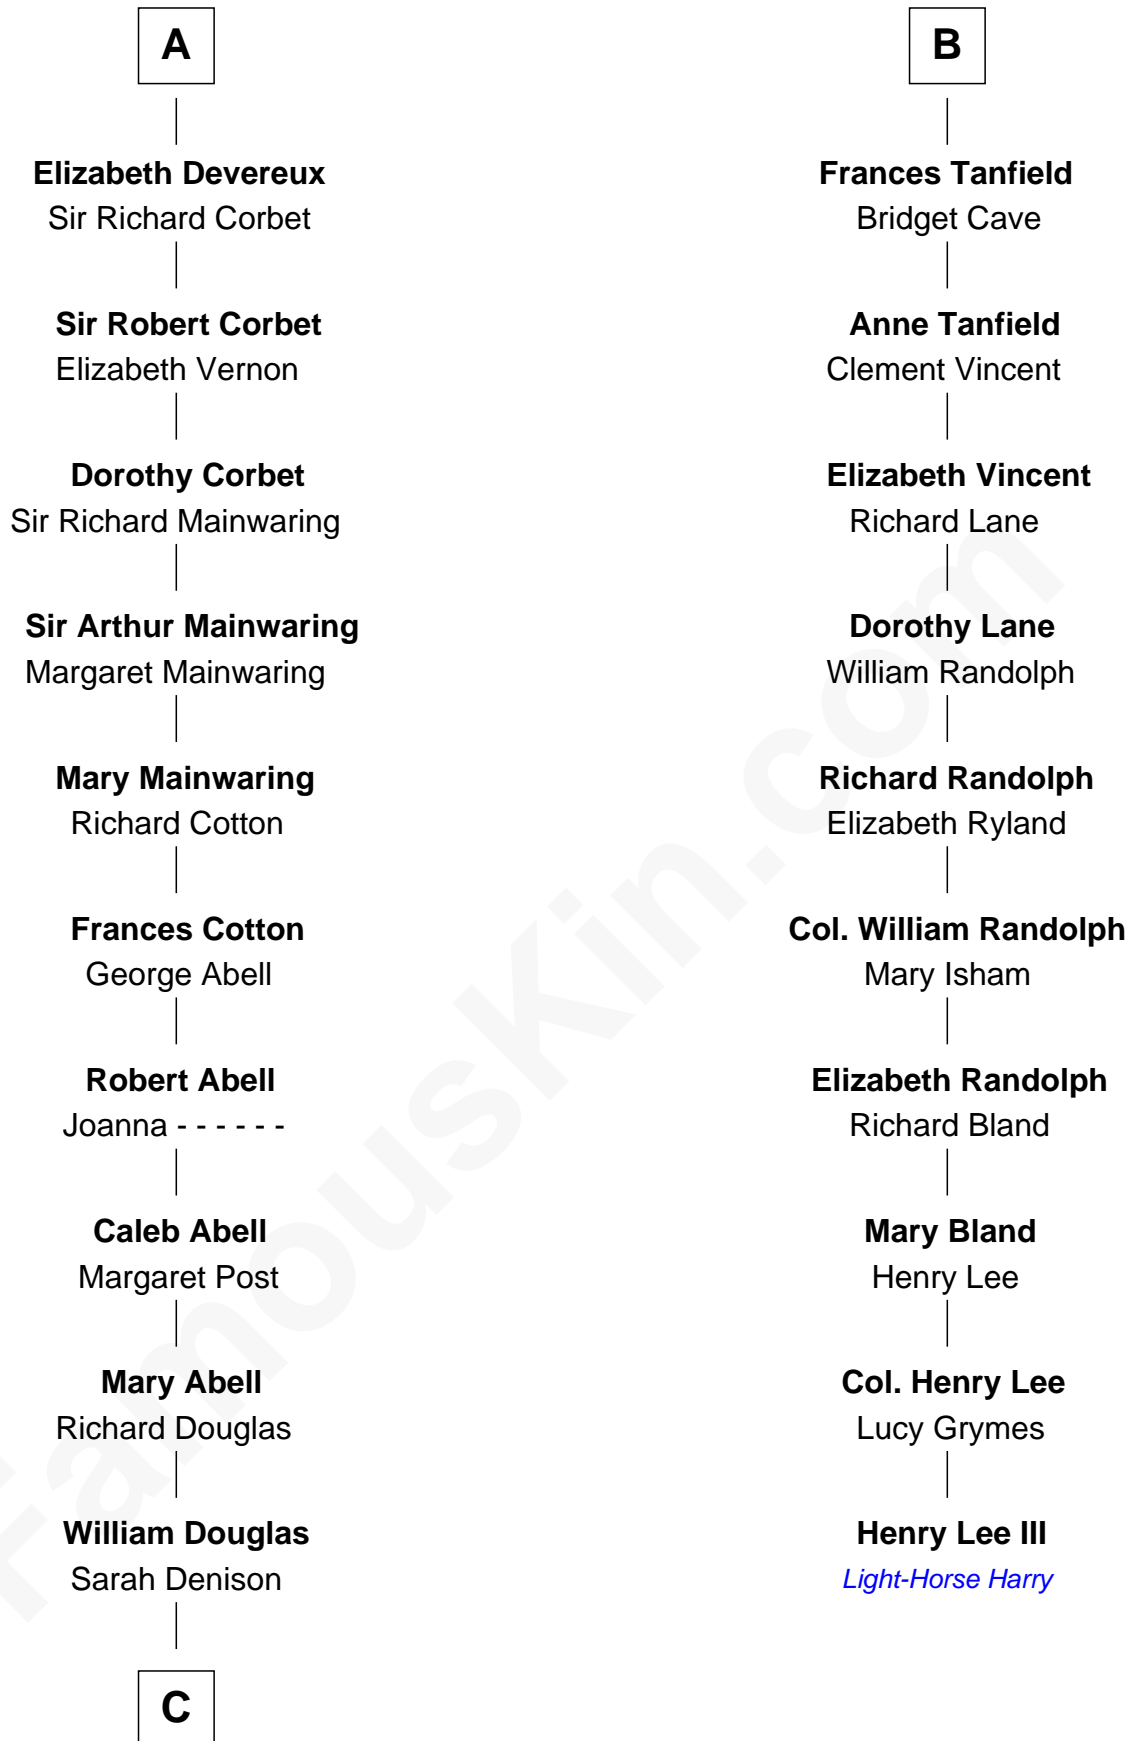 A
Elizabeth Devereux
Sir Richard Corbet
Sir Robert Corbet
Elizabeth Vernon
Dorothy Corbet
Sir Richard Mainwaring
Sir Arthur Mainwaring
Margaret Mainwaring
Mary Mainwaring
Richard Cotton
Frances Cotton
George Abell
Robert Abell
Joanna - - - - - -
Caleb Abell
Margaret Post
Mary Abell
Richard Douglas
William Douglas
Sarah Denison
C
B
Frances Tanfield
Bridget Cave
Anne Tanfield
Clement Vincent
Elizabeth Vincent
Richard Lane
Dorothy Lane
William Randolph
Richard Randolph
Elizabeth Ryland
Col. William Randolph
Mary Isham
Elizabeth Randolph
Richard Bland
Mary Bland
Henry Lee
Col. Henry Lee
Lucy Grymes
Henry Lee III
Light-Horse Harry
FamousKin.com